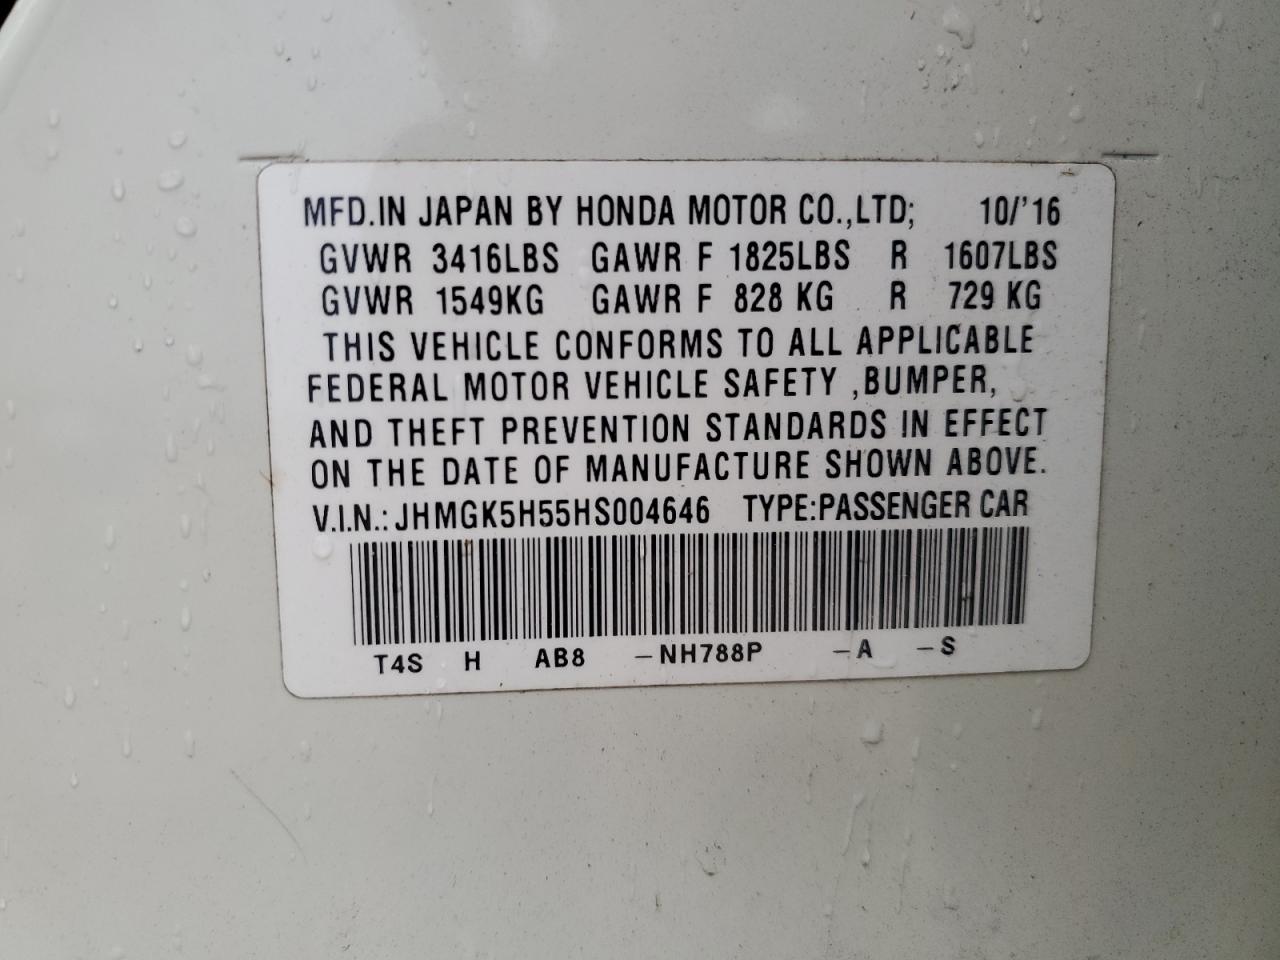 MFD.IN JAPAN BY HONDA MOTOR CO.,LTD; 10/'16
GVWR 3416LBS GAWR F 1825LBS R 1607LBS
GVWR 1549KG GAWR F 828 KG R 729 KG
THIS VEHICLE CONFORMS TO ALL APPLICABLE
FEDERAL MOTOR VEHICLE SAFETY ,BUMPER,
AND THEFT PREVENTION STANDARDS IN EFFECT
ON THE DATE OF MANUFACTURE SHOWN ABOVE.
V.I.N.: JHMGK5H55HS004646 TYPE:PASSENGER CAR
T4S H AB8 -NH788P -A -S